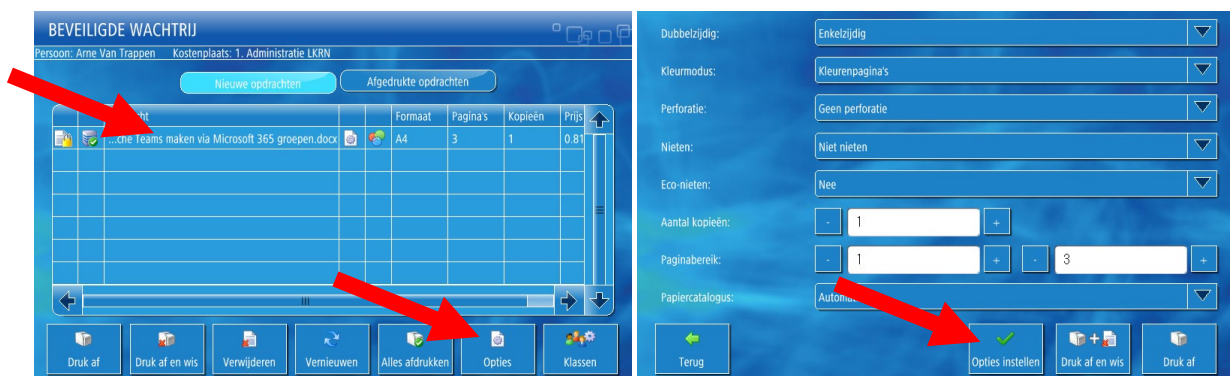 BEVEILIGDE WACHTRIJ
Persoon: Arne Van Trappen Kostenplaats: 1. Administratie LKRN
Nieuwe opdrachten Afgedrukte opdrachten
Formaat Pagina's Kopieën Prijs
...che Teams maken via Microsoft 365 groepen.docx A4 3 1 0.81
Druk af Druk af en wis Verwijderen Vernieuwen Alles afdrukken Opties Klassen
Dubbelzijdig: Enkelzijdig
Kleurmodus: Kleurenpagina's
Perforatie: Geen perforatie
Nieten: Niet nieten
Eco-nieten: Nee
Aantal kopieën: - 1 +
Paginabereik: - 1 + - 3 +
Papiercatalogus:
Terug Opties instellen Druk af en wis Druk af